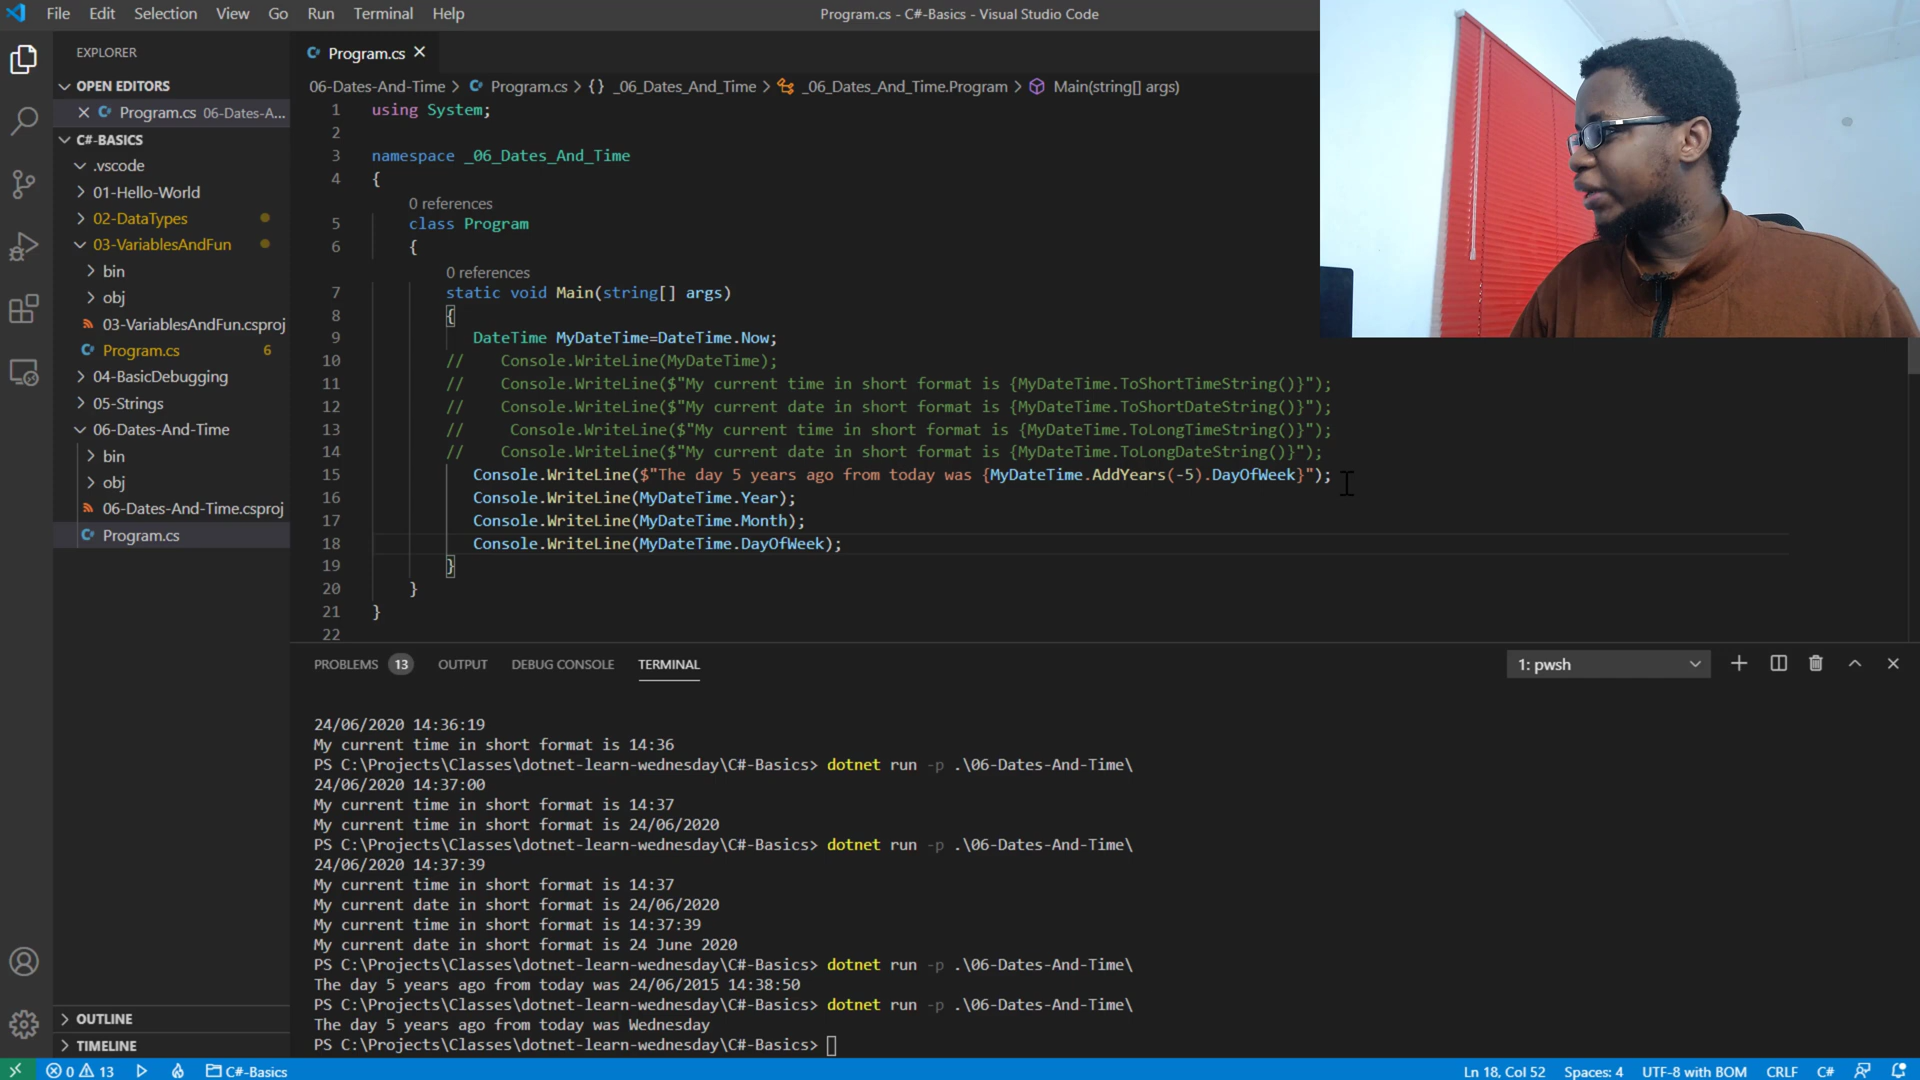 File Edit Selection View Go Run Terminal Help
Program.cs - C#-Basics - Visual Studio Code
EXPLORER
OPEN EDITORS
Program.cs 06-Dates-A...
C#-BASICS
.vscode
01-Hello-World
02-DataTypes
03-VariablesAndFun
bin
obj
03-VariablesAndFun.csproj
Program.cs 6
04-BasicDebugging
05-Strings
06-Dates-And-Time
bin
obj
06-Dates-And-Time.csproj
Program.cs
OUTLINE
TIMELINE
Program.cs
06-Dates-And-Time > Program.cs > {} _06_Dates_And_Time > _06_Dates_And_Time.Program > Main(string[] args)
1 using System;
2
3 namespace _06_Dates_And_Time
4 {
0 references
5 class Program
6 {
0 references
7 static void Main(string[] args)
8 {
9 DateTime MyDateTime=DateTime.Now;
10 // Console.WriteLine(MyDateTime);
11 // Console.WriteLine($"My current time in short format is {MyDateTime.ToShortTimeString()}");
12 // Console.WriteLine($"My current date in short format is {MyDateTime.ToShortDateString()}");
13 // Console.WriteLine($"My current time in short format is {MyDateTime.ToLongTimeString()}");
14 // Console.WriteLine($"My current date in short format is {MyDateTime.ToLongDateString()}");
15 Console.WriteLine($"The day 5 years ago from today was {MyDateTime.AddYears(-5).DayOfWeek}");
16 Console.WriteLine(MyDateTime.Year);
17 Console.WriteLine(MyDateTime.Month);
18 Console.WriteLine(MyDateTime.DayOfWeek);
19 }
20 }
21 }
22
PROBLEMS 13 OUTPUT DEBUG CONSOLE TERMINAL 1: pwsh
24/06/2020 14:36:19
My current time in short format is 14:36
PS C:\Projects\Classes\dotnet-learn-wednesday\C#-Basics> dotnet run -p .\06-Dates-And-Time\
24/06/2020 14:37:00
My current time in short format is 14:37
My current time in short format is 24/06/2020
PS C:\Projects\Classes\dotnet-learn-wednesday\C#-Basics> dotnet run -p .\06-Dates-And-Time\
24/06/2020 14:37:39
My current time in short format is 14:37
My current date in short format is 24/06/2020
My current time in short format is 14:37:39
My current date in short format is 24 June 2020
PS C:\Projects\Classes\dotnet-learn-wednesday\C#-Basics> dotnet run -p .\06-Dates-And-Time\
The day 5 years ago from today was 24/06/2015 14:38:50
PS C:\Projects\Classes\dotnet-learn-wednesday\C#-Basics> dotnet run -p .\06-Dates-And-Time\
The day 5 years ago from today was Wednesday
PS C:\Projects\Classes\dotnet-learn-wednesday\C#-Basics>
0 13 C#-Basics Ln 18, Col 52 Spaces: 4 UTF-8 with BOM CRLF C#